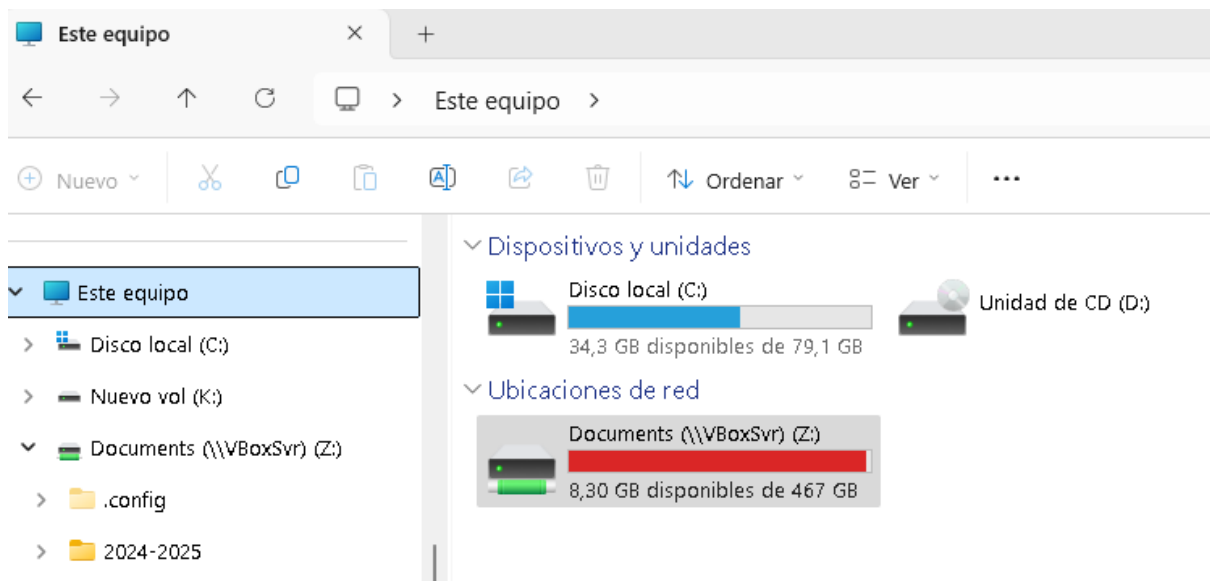 Este equipo
Este equipo
Nuevo
Ordenar
Ver
Este equipo
Disco local (C:)
Nuevo vol (K:)
Documents (\\VBoxSvr) (Z:)
.config
2024-2025
Dispositivos y unidades
Disco local (C:)
34,3 GB disponibles de 79,1 GB
Unidad de CD (D:)
Ubicaciones de red
Documents (\\VBoxSvr) (Z:)
8,30 GB disponibles de 467 GB